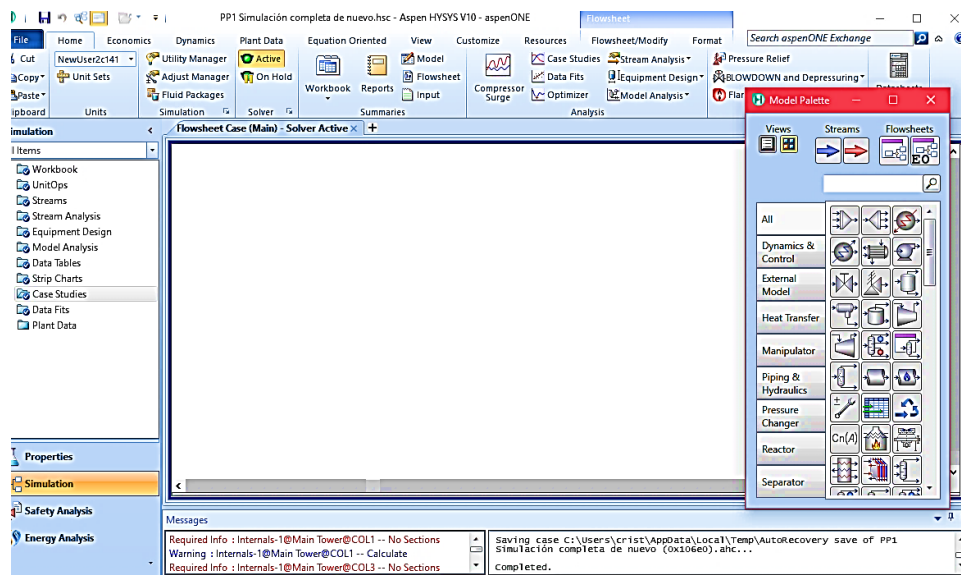 PP1 Simulación completa de nuevo.hsc - Aspen HYSYS V10 - aspenONE
Flowsheet
File Home Economics Dynamics Plant Data Equation Oriented View Customize Resources Flowsheet/Modify Format
Search aspenONE Exchange
Cut
Copy
Paste
NewUser2c141
Unit Sets
Units
Utility Manager
Adjust Manager
Fluid Packages
Simulation
Active
On Hold
Solver
Workbook
Reports
Model
Flowsheet
Input
Summaries
Compressor
Surge
Case Studies
Data Fits
Optimizer
Stream Analysis
Equipment Design
Model Analysis
Analysis
Pressure Relief
BLOWDOWN and Depressuring
Flar
Flowsheet Case (Main) - Solver Active
Workbook
UnitOps
Streams
Stream Analysis
Equipment Design
Model Analysis
Data Tables
Strip Charts
Case Studies
Data Fits
Plant Data
Properties
Simulation
Safety Analysis
Energy Analysis
Model Palette
Views Streams Flowsheets
EO
All
Dynamics &
Control
External
Model
Heat Transfer
Manipulator
Piping &
Hydraulics
Pressure
Changer
Reactor
Separator
Cn(A)
Messages
Required Info : Internals-1@Main Tower@COL1 -- No Sections
Warning : Internals-1@Main Tower@COL1 -- Calculate
Required Info : Internals-1@Main Tower@COL3 -- No Sections
Saving case C:\Users\crist\AppData\Local\Temp\AutoRecovery save of PP1
Simulación completa de nuevo (0x106e0).ahc...
Completed.